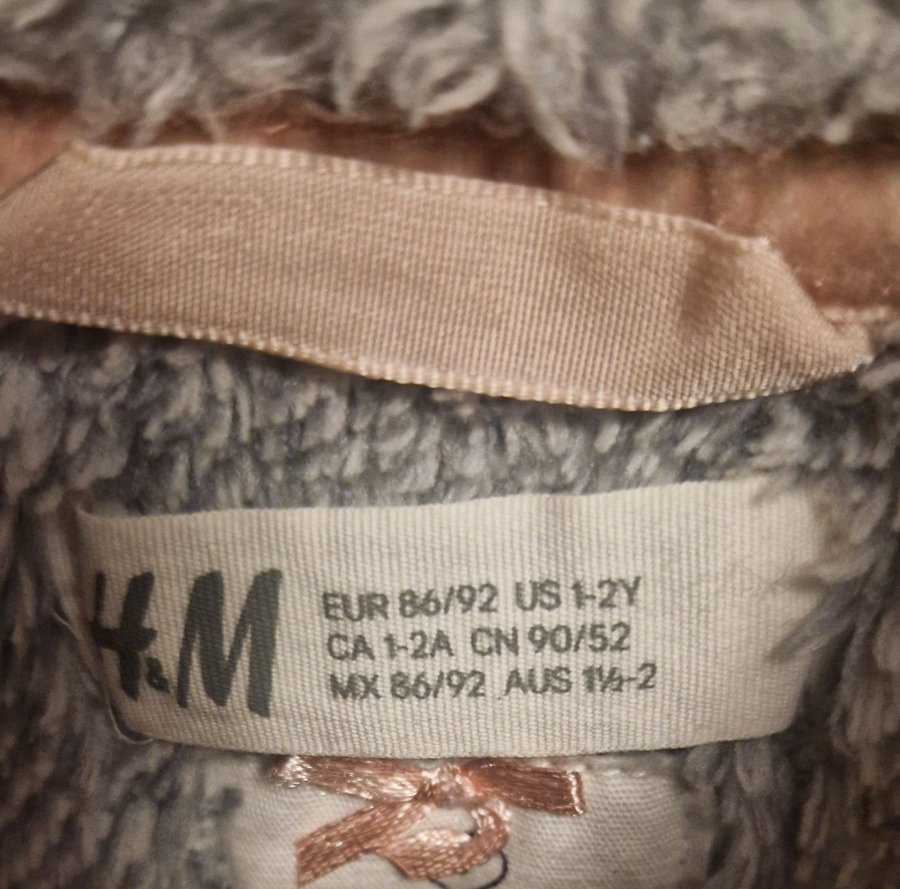 H&M
EUR 86/92 US 1-2Y
CA 1-2A CN 90/52
MX 86/92 AUS 1½-2